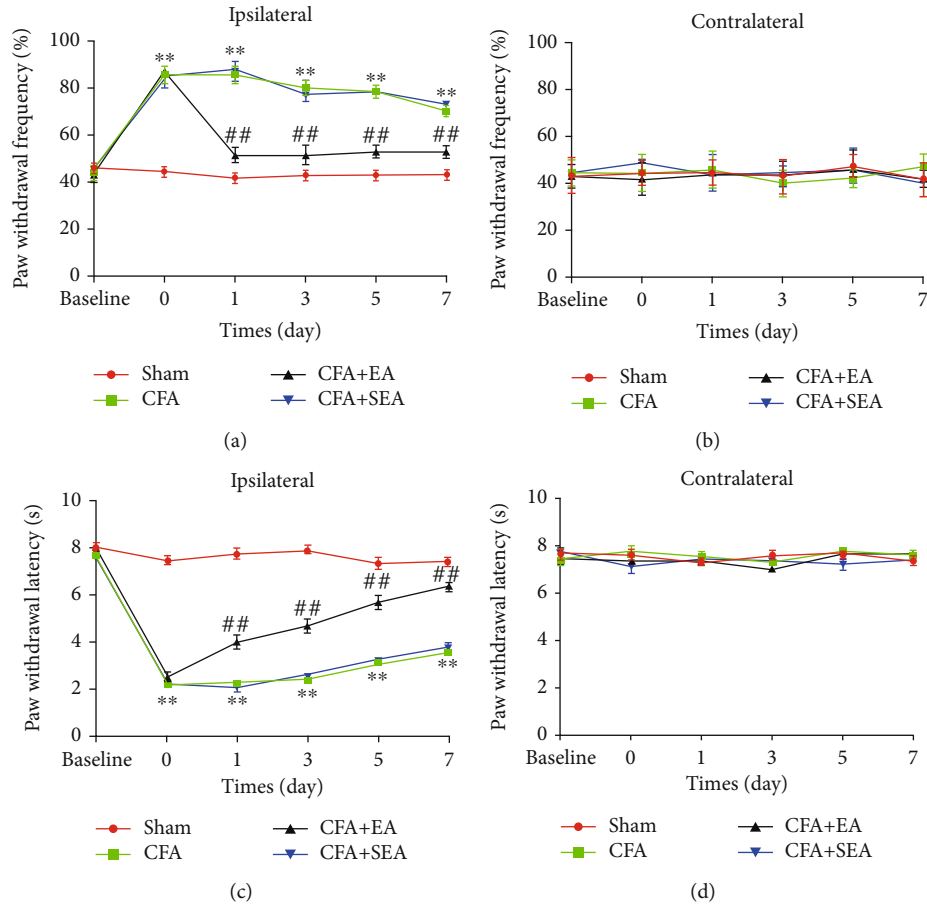 Ipsilateral
Paw withdrawal frequency (%)
100
80
60
40
20
0
** ** ** ** **
## ## ## ##
Baseline 0 1 3 5 7
Times (day)
Sham CFA+EA
CFA CFA+SEA
(a)
Contralateral
Paw withdrawal frequency (%)
100
80
60
40
20
0
Baseline 0 1 3 5 7
Times (day)
Sham CFA+EA
CFA CFA+SEA
(b)
Ipsilateral
Paw withdrawal latency (s)
10
8
6
4
2
0
## ## ## ##
** ** ** ** **
Baseline 0 1 3 5 7
Times (day)
Sham CFA+EA
CFA CFA+SEA
(c)
Contralateral
Paw withdrawal latency (s)
10
8
6
4
2
0
Baseline 0 1 3 5 7
Times (day)
Sham CFA+EA
CFA CFA+SEA
(d)